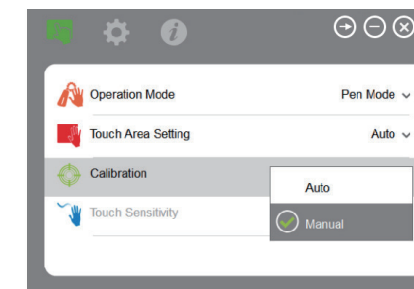 Operation Mode Pen Mode
Touch Area Setting Auto
Calibration
Auto
Touch Sensitivity
Manual